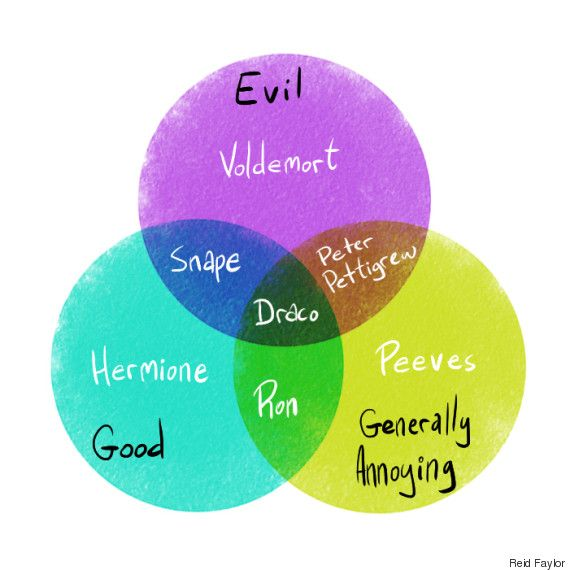 Evil
Voldemort
Snape
Peter
Pettigrew
Draco
Hermione
Peeves
Ron
Good
Generally
Annoying
Reid Faylor